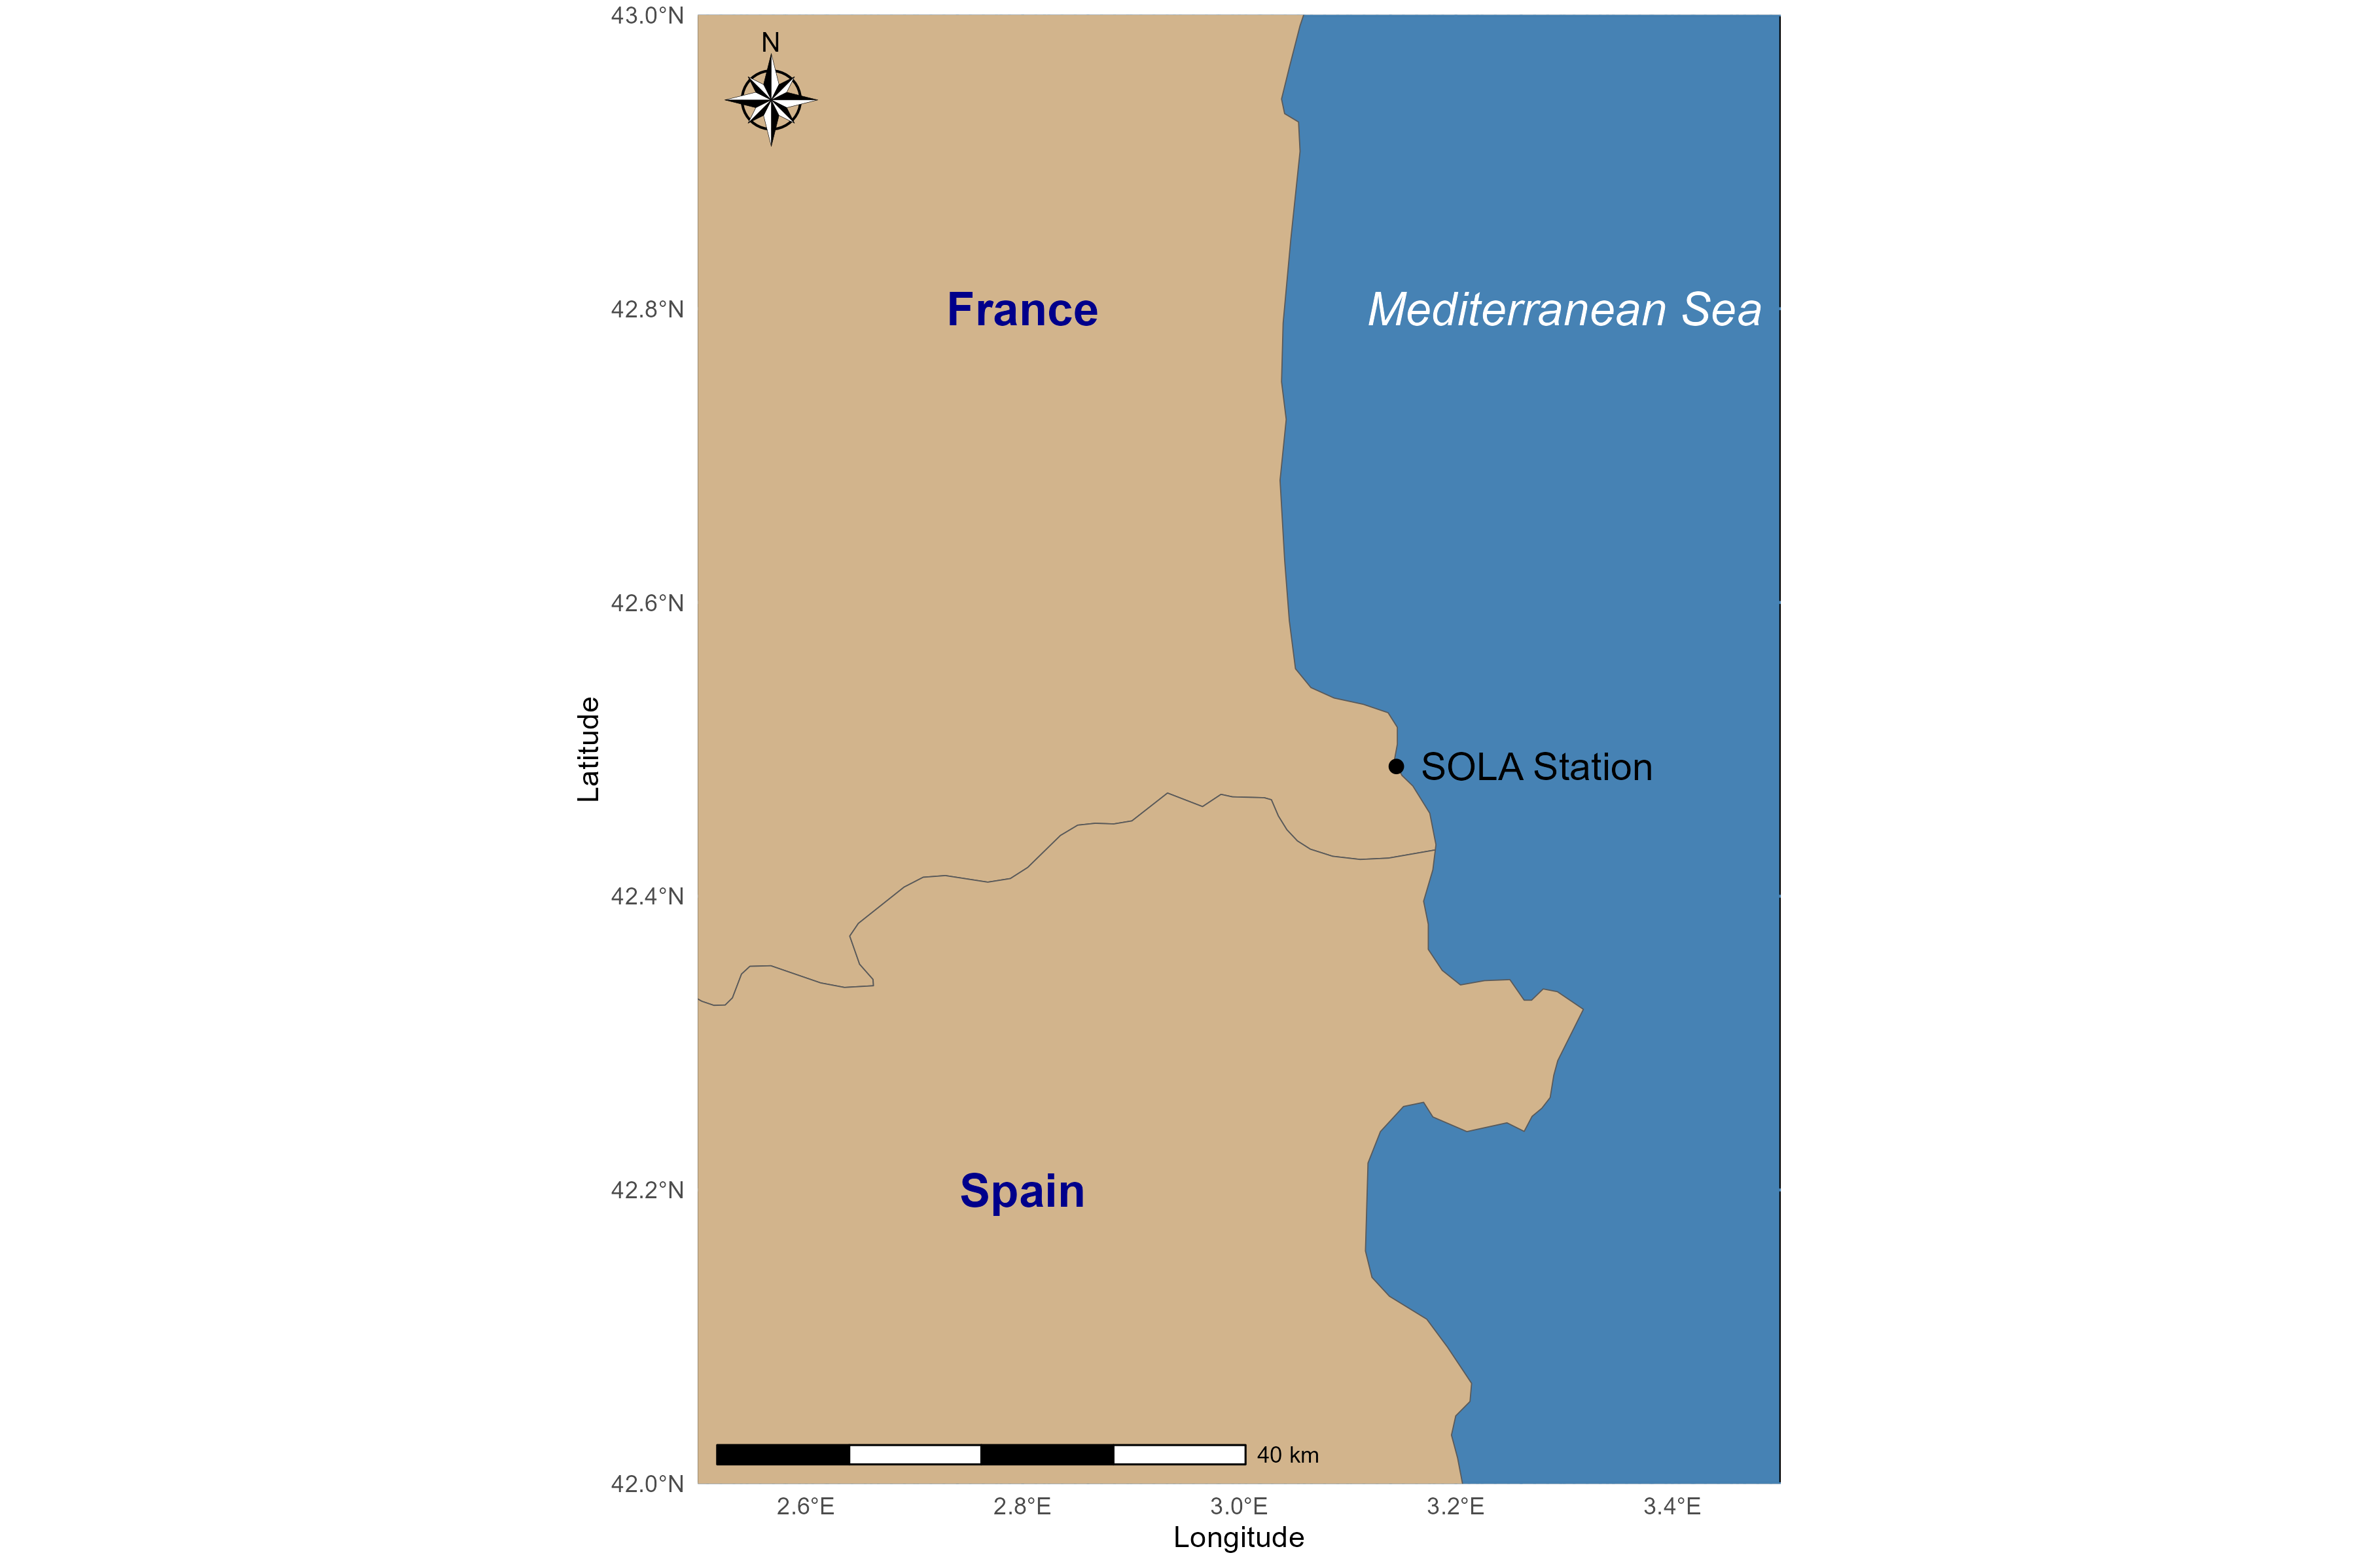 43.0°N
N
France
Mediterranean Sea
42.8°N
42.6°N
Latitude
SOLA Station
42.4°N
Spain
42.2°N
40 km
42.0°N
2.6°E 2.8°E 3.0°E 3.2°E 3.4°E
Longitude